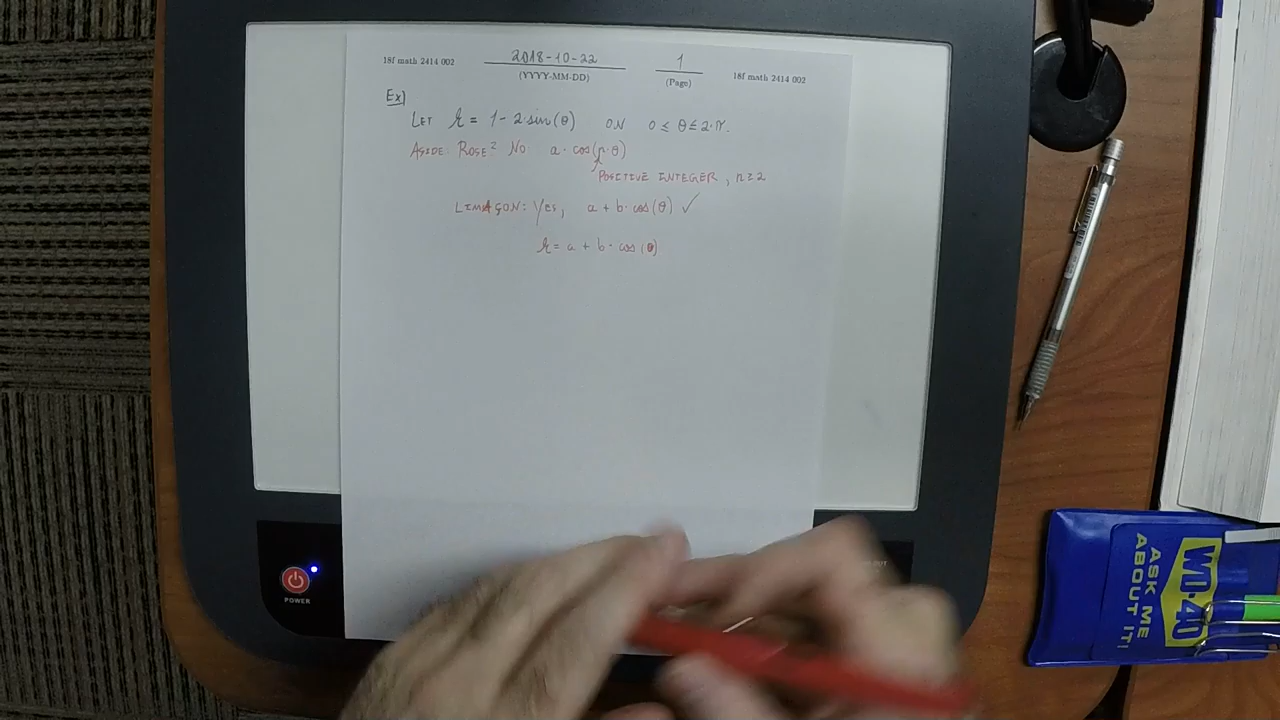 18f math 2414 002 2018-10-22 1 18f math 2414 002
(YYYY-MM-DD) (Page)
Ex)
LET r = 1 - 2·sin(θ) ON 0 ≤ θ ≤ 2·π.
ASIDE: ROSE? NO: a · cos(n·θ)
POSITIVE INTEGER, n ≥ 2
LIMAÇON: YES, a + b·cos(θ) ✓
r = a + b · cos(θ)
POWER
WI-40
ASK ME
ABOUT IT!